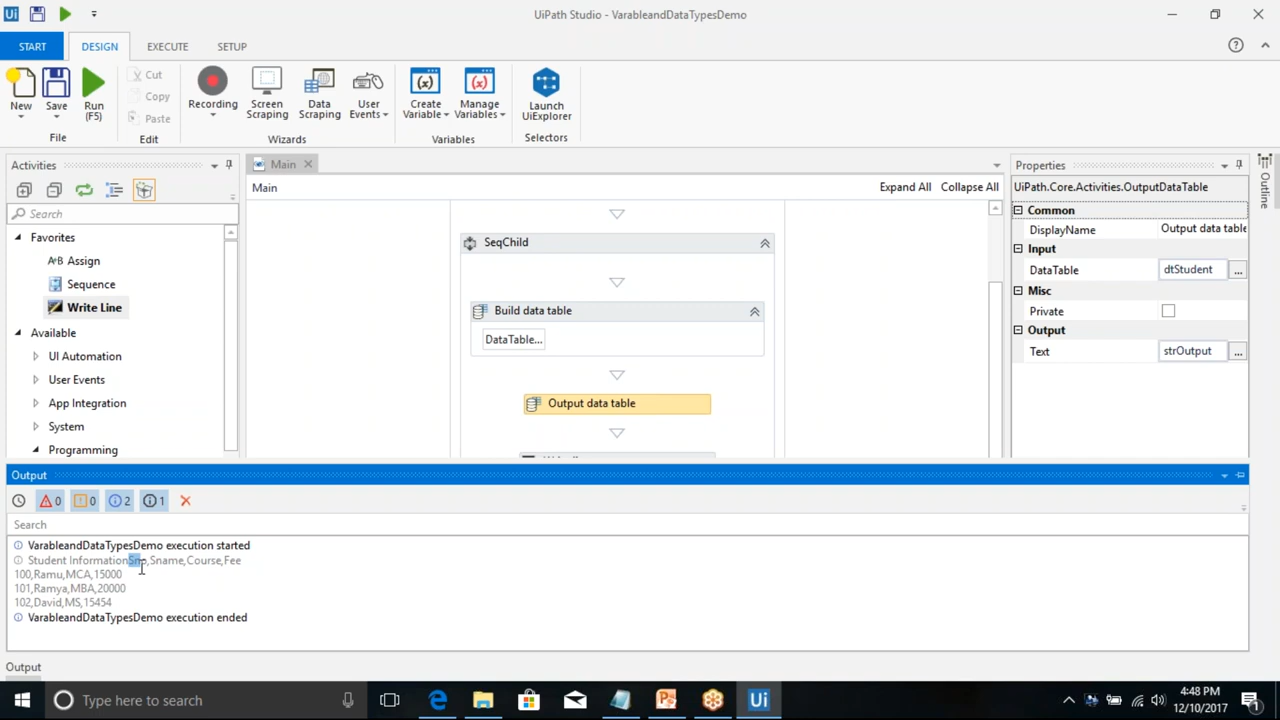 Ui
UiPath Studio - VarableandDataTypesDemo
START DESIGN EXECUTE SETUP
New Save Run (F5) Cut Copy Paste Recording Screen Scraping Data Scraping User Events Create Variable Manage Variables Launch UiExplorer
File Edit Wizards Variables Selectors
Activities
Search
Favorites
A+B Assign
Sequence
Write Line
Available
UI Automation
User Events
App Integration
System
Programming
Main
Main Expand All Collapse All
SeqChild
Build data table
DataTable...
Output data table
Properties
UiPath.Core.Activities.OutputDataTable
Common
DisplayName Output data table
Input
DataTable dtStudent ...
Misc
Private
Output
Text strOutput ...
Outline
Output
0 0 2 1
Search
VarableandDataTypesDemo execution started
Student InformationSno,Sname,Course,Fee
100,Ramu,MCA,15000
101,Ramya,MBA,20000
102,David,MS,15454
VarableandDataTypesDemo execution ended
Output
Type here to search
Ui
4:48 PM
12/10/2017
1